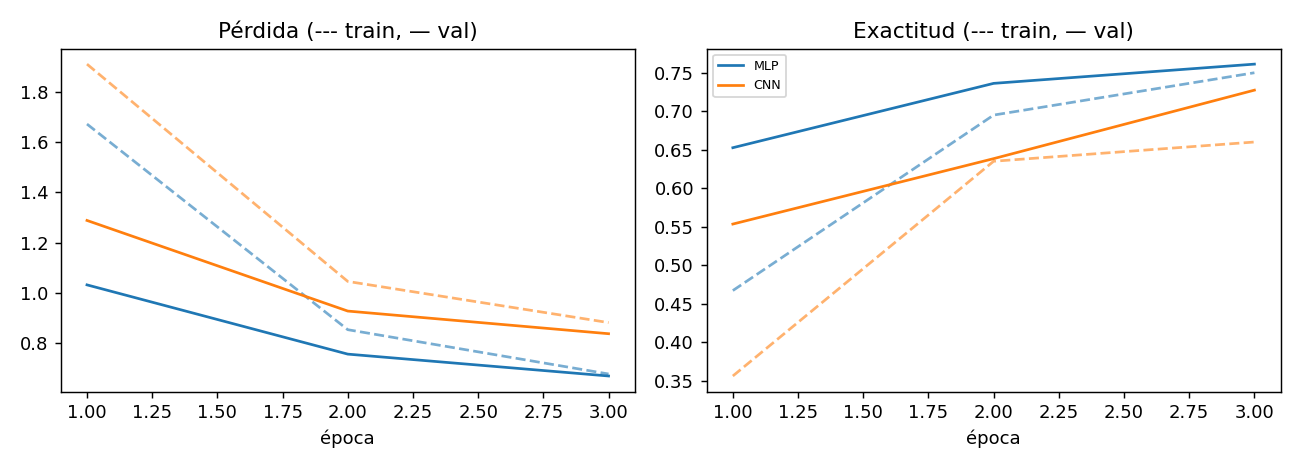 Pérdida (--- train, — val)
1.8
1.6
1.4
1.2
1.0
0.8
1.00 1.25 1.50 1.75 2.00 2.25 2.50 2.75 3.00
época
Exactitud (--- train, — val)
MLP
CNN
0.75
0.70
0.65
0.60
0.55
0.50
0.45
0.40
0.35
1.00 1.25 1.50 1.75 2.00 2.25 2.50 2.75 3.00
época